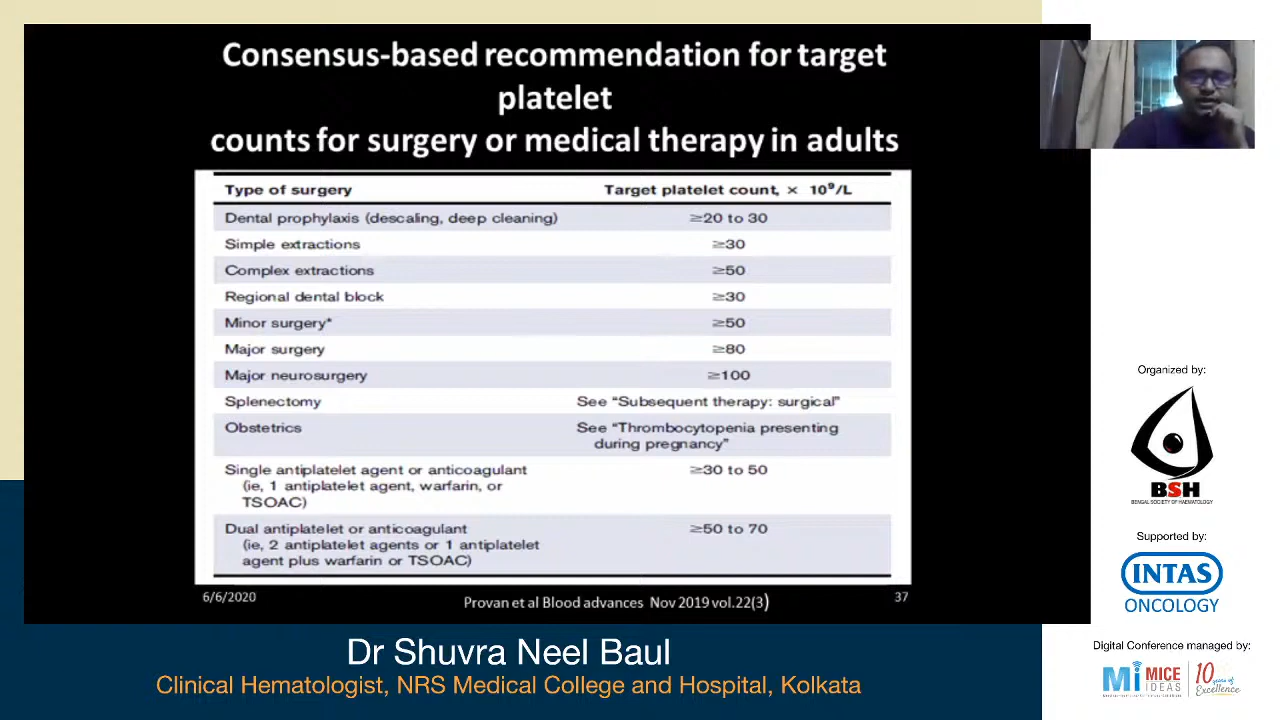 Consensus-based recommendation for target
platelet
counts for surgery or medical therapy in adults
Type of surgery Target platelet count, × 10⁹/L
Dental prophylaxis (descaling, deep cleaning) ≥20 to 30
Simple extractions ≥30
Complex extractions ≥50
Regional dental block ≥30
Minor surgery* ≥50
Major surgery ≥80
Major neurosurgery ≥100
Splenectomy See “Subsequent therapy: surgical”
Obstetrics See “Thrombocytopenia presenting
during pregnancy”
Single antiplatelet agent or anticoagulant ≥30 to 50
(ie, 1 antiplatelet agent, warfarin, or
TSOAC)
Dual antiplatelet or anticoagulant ≥50 to 70
(ie, 2 antiplatelet agents or 1 antiplatelet
agent plus warfarin or TSOAC)
6/6/2020 Provan et al Blood advances Nov 2019 vol.22(3) 37
Dr Shuvra Neel Baul
Clinical Hematologist, NRS Medical College and Hospital, Kolkata
Organized by:
BSH
BENGAL SOCIETY OF HAEMATOLOGY
Supported by:
INTAS
ONCOLOGY
Digital Conference managed by:
Mi MICE
IDEAS
10 years of
Excellence